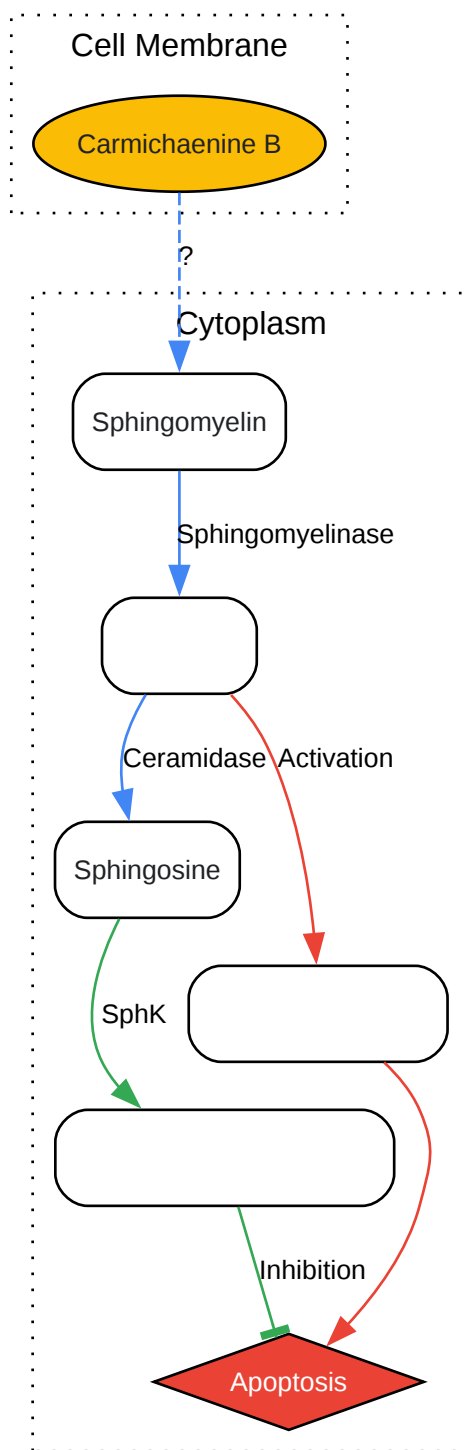 Cell Membrane
Carmichaenine B
?
Cytoplasm
Sphingomyelin
Sphingomyelinase
Ceramidase
Activation
Sphingosine
SphK
Inhibition
Apoptosis